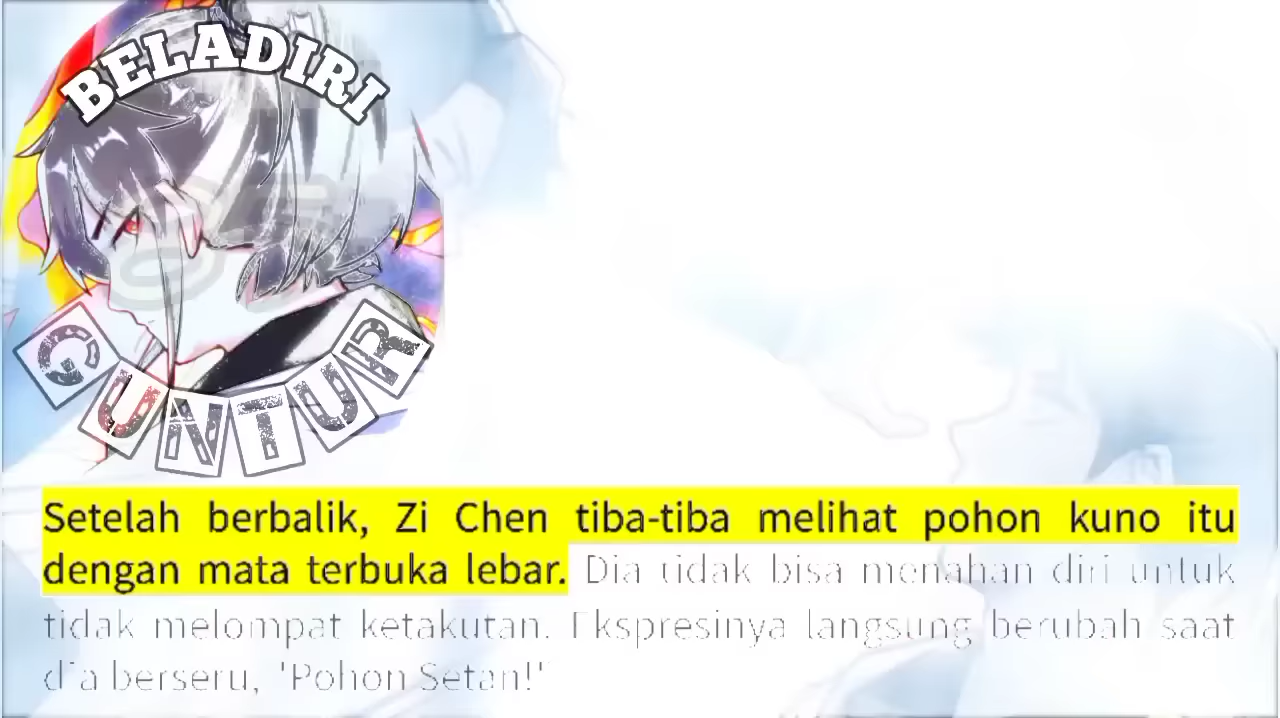 BELADIRI
GUNTUR
Setelah berbalik, Zi Chen tiba-tiba melihat pohon kuno itu
dengan mata terbuka lebar. Dia tidak bisa menahan diri untuk
tidak melompat ketakutan. Ekspresinya langsung berubah saat
dia berseru, "Pohon Setan!"